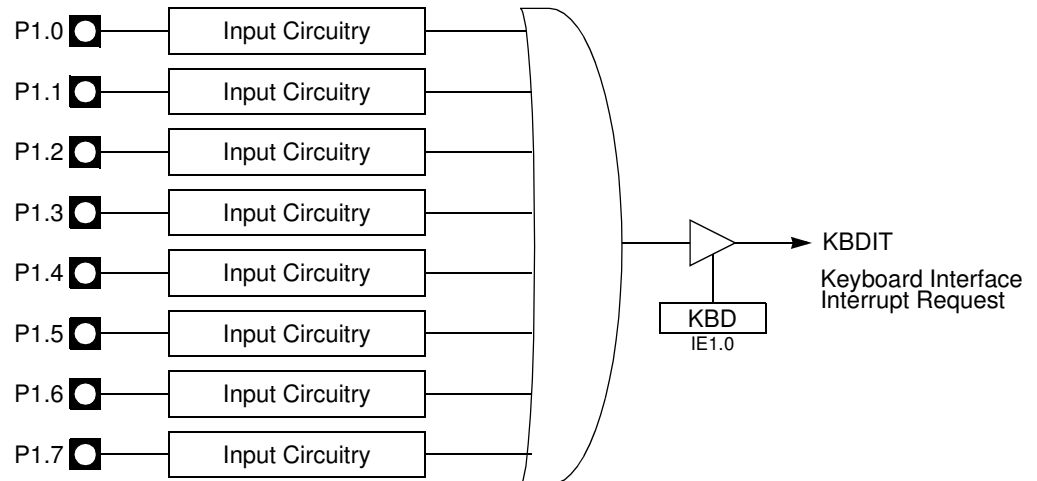 P1.0 Input Circuitry
P1.1 Input Circuitry
P1.2 Input Circuitry
P1.3 Input Circuitry
P1.4 Input Circuitry
P1.5 Input Circuitry
P1.6 Input Circuitry
P1.7 Input Circuitry
KBDIT
Keyboard Interface
Interrupt Request
KBD
IE1.0